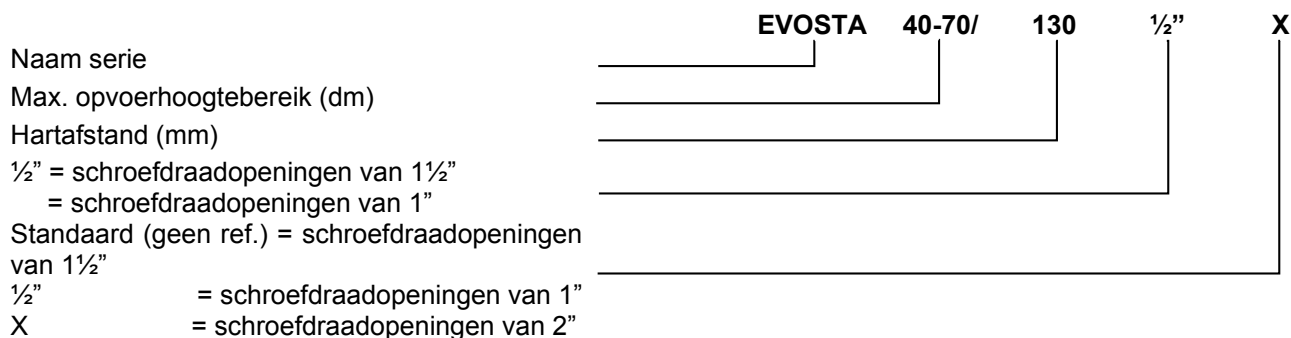 EVOSTA 40-70/ 130 ½” X
Naam serie
Max. opvoerhoogtebereik (dm)
Hartafstand (mm)
½” = schroefdraadopeningen van 1½”
= schroefdraadopeningen van 1”
Standaard (geen ref.) = schroefdraadopeningen
van 1½”
½” = schroefdraadopeningen van 1”
X = schroefdraadopeningen van 2”